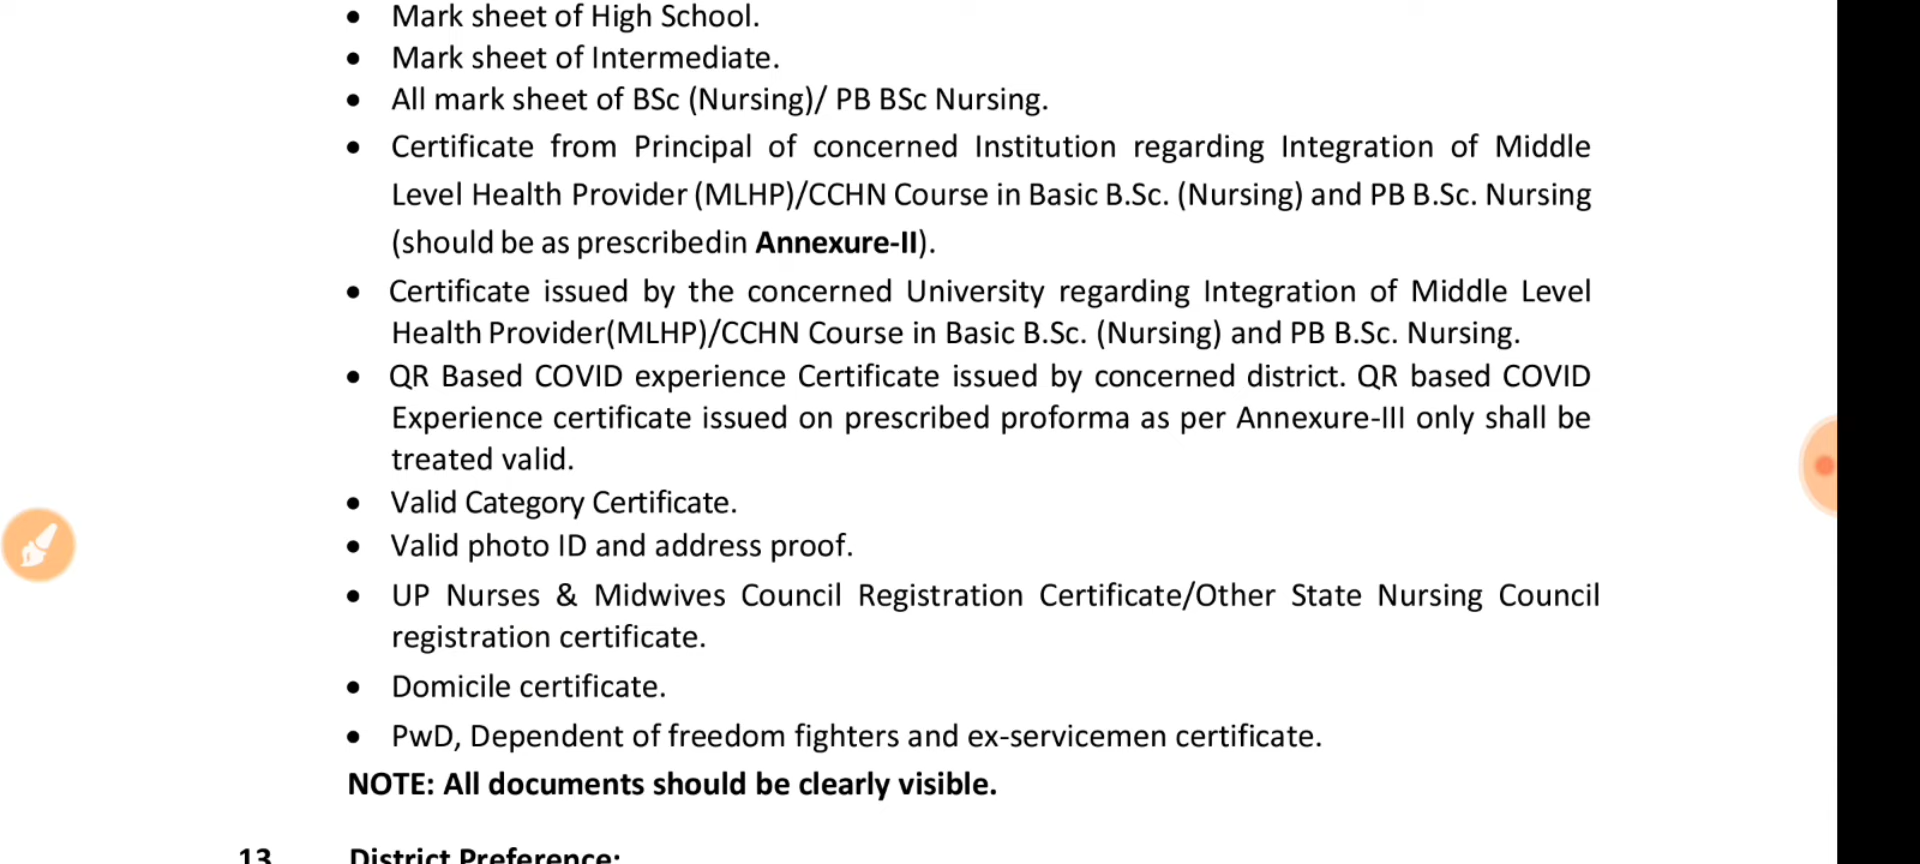 • Mark sheet of High School.
• Mark sheet of Intermediate.
• All mark sheet of BSc (Nursing)/ PB BSc Nursing.
• Certificate from Principal of concerned Institution regarding Integration of Middle
Level Health Provider (MLHP)/CCHN Course in Basic B.Sc. (Nursing) and PB B.Sc. Nursing
(should be as prescribedin Annexure-II).
• Certificate issued by the concerned University regarding Integration of Middle Level
Health Provider(MLHP)/CCHN Course in Basic B.Sc. (Nursing) and PB B.Sc. Nursing.
• QR Based COVID experience Certificate issued by concerned district. QR based COVID
Experience certificate issued on prescribed proforma as per Annexure-III only shall be
treated valid.
• Valid Category Certificate.
• Valid photo ID and address proof.
• UP Nurses & Midwives Council Registration Certificate/Other State Nursing Council
registration certificate.
• Domicile certificate.
• PwD, Dependent of freedom fighters and ex-servicemen certificate.
NOTE: All documents should be clearly visible.
13 District Preference: